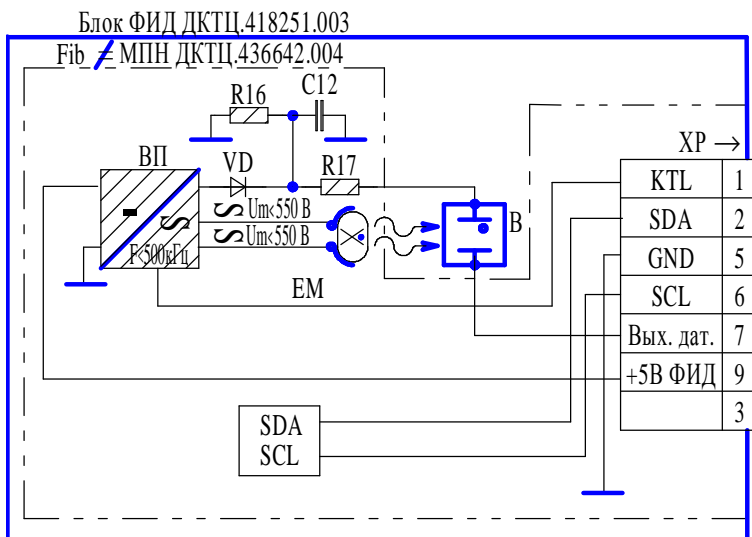 Блок ФИД ДКТЦ.418251.003
Fib = МПН ДКТЦ.436642.004
R16
C12
XP →
ВП
VD
R17
KTL 1
Um<550 В
SDA 2
Um<550 В
В
F<500кГц
GND 5
EM
SCL 6
Вых. дат. 7
+5В ФИД 9
3
SDA
SCL